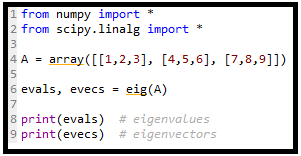 1 from numpy import *
2 from scipy.linalg import *
3
4 A = array([[1,2,3], [4,5,6], [7,8,9]])
5
6 evals, evecs = eig(A)
7
8 print(evals)  # eigenvalues
9 print(evecs)  # eigenvectors